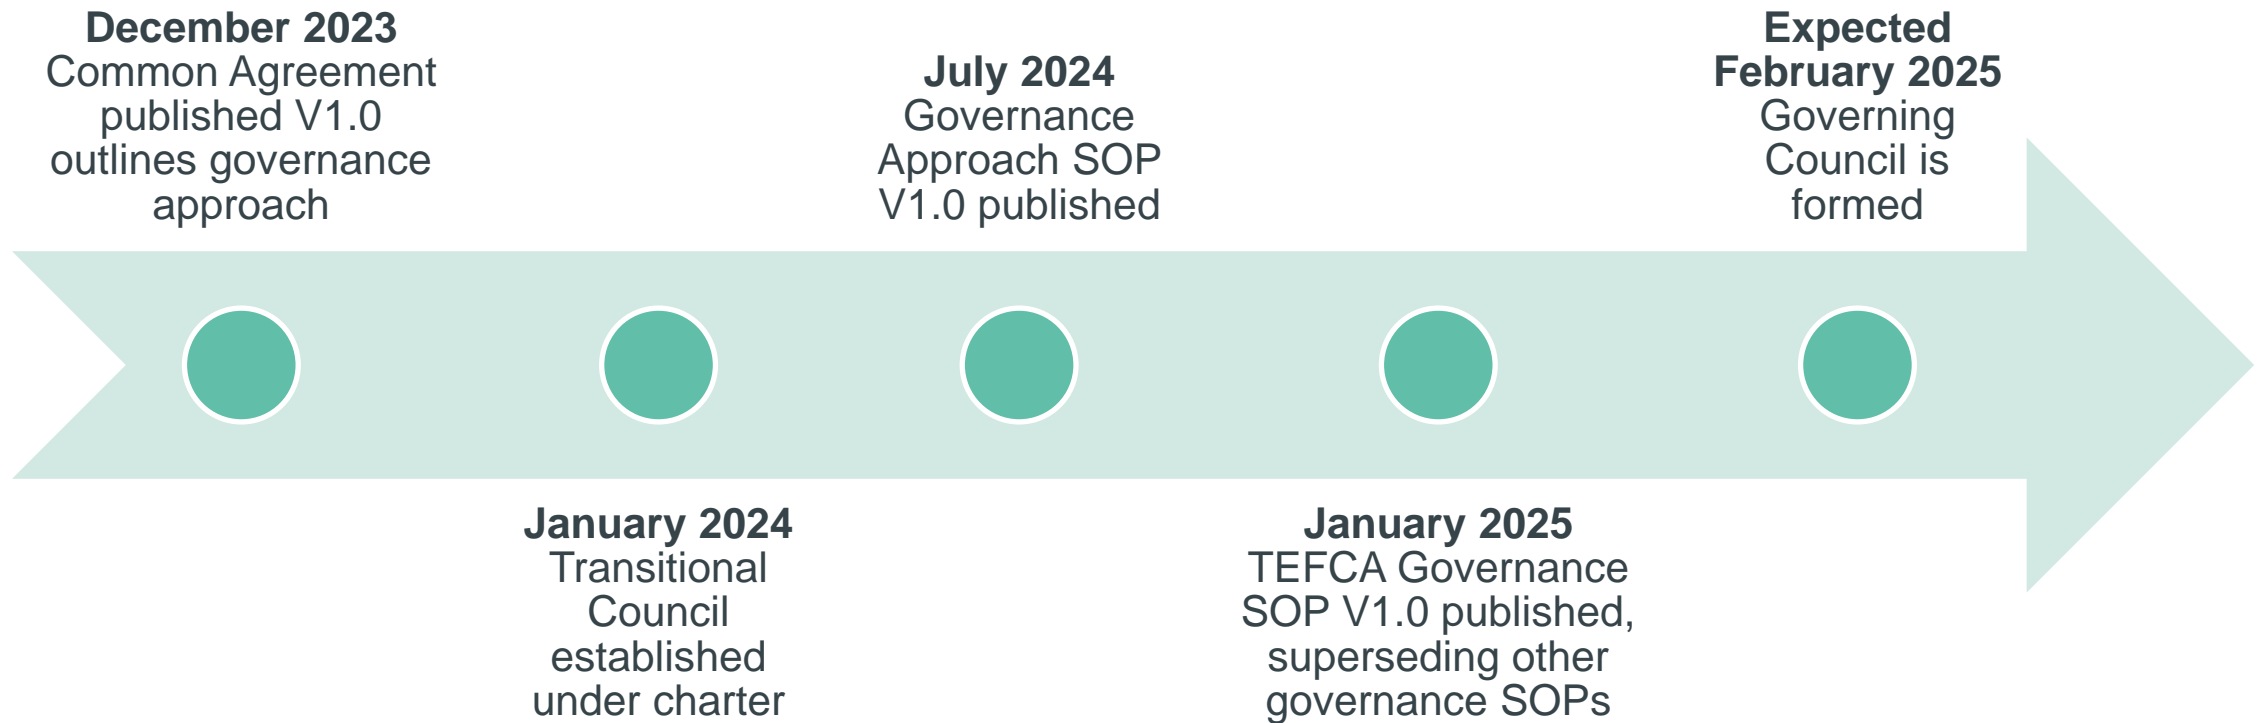 December 2023
Common Agreement
published V1.0
outlines governance
approach
January 2024
Transitional
Council
established
under charter
July 2024
Governance
Approach SOP
V1.0 published
January 2025
TEFCA Governance
SOP V1.0 published,
superseding other
governance SOPs
Expected
February 2025
Governing
Council is
formed